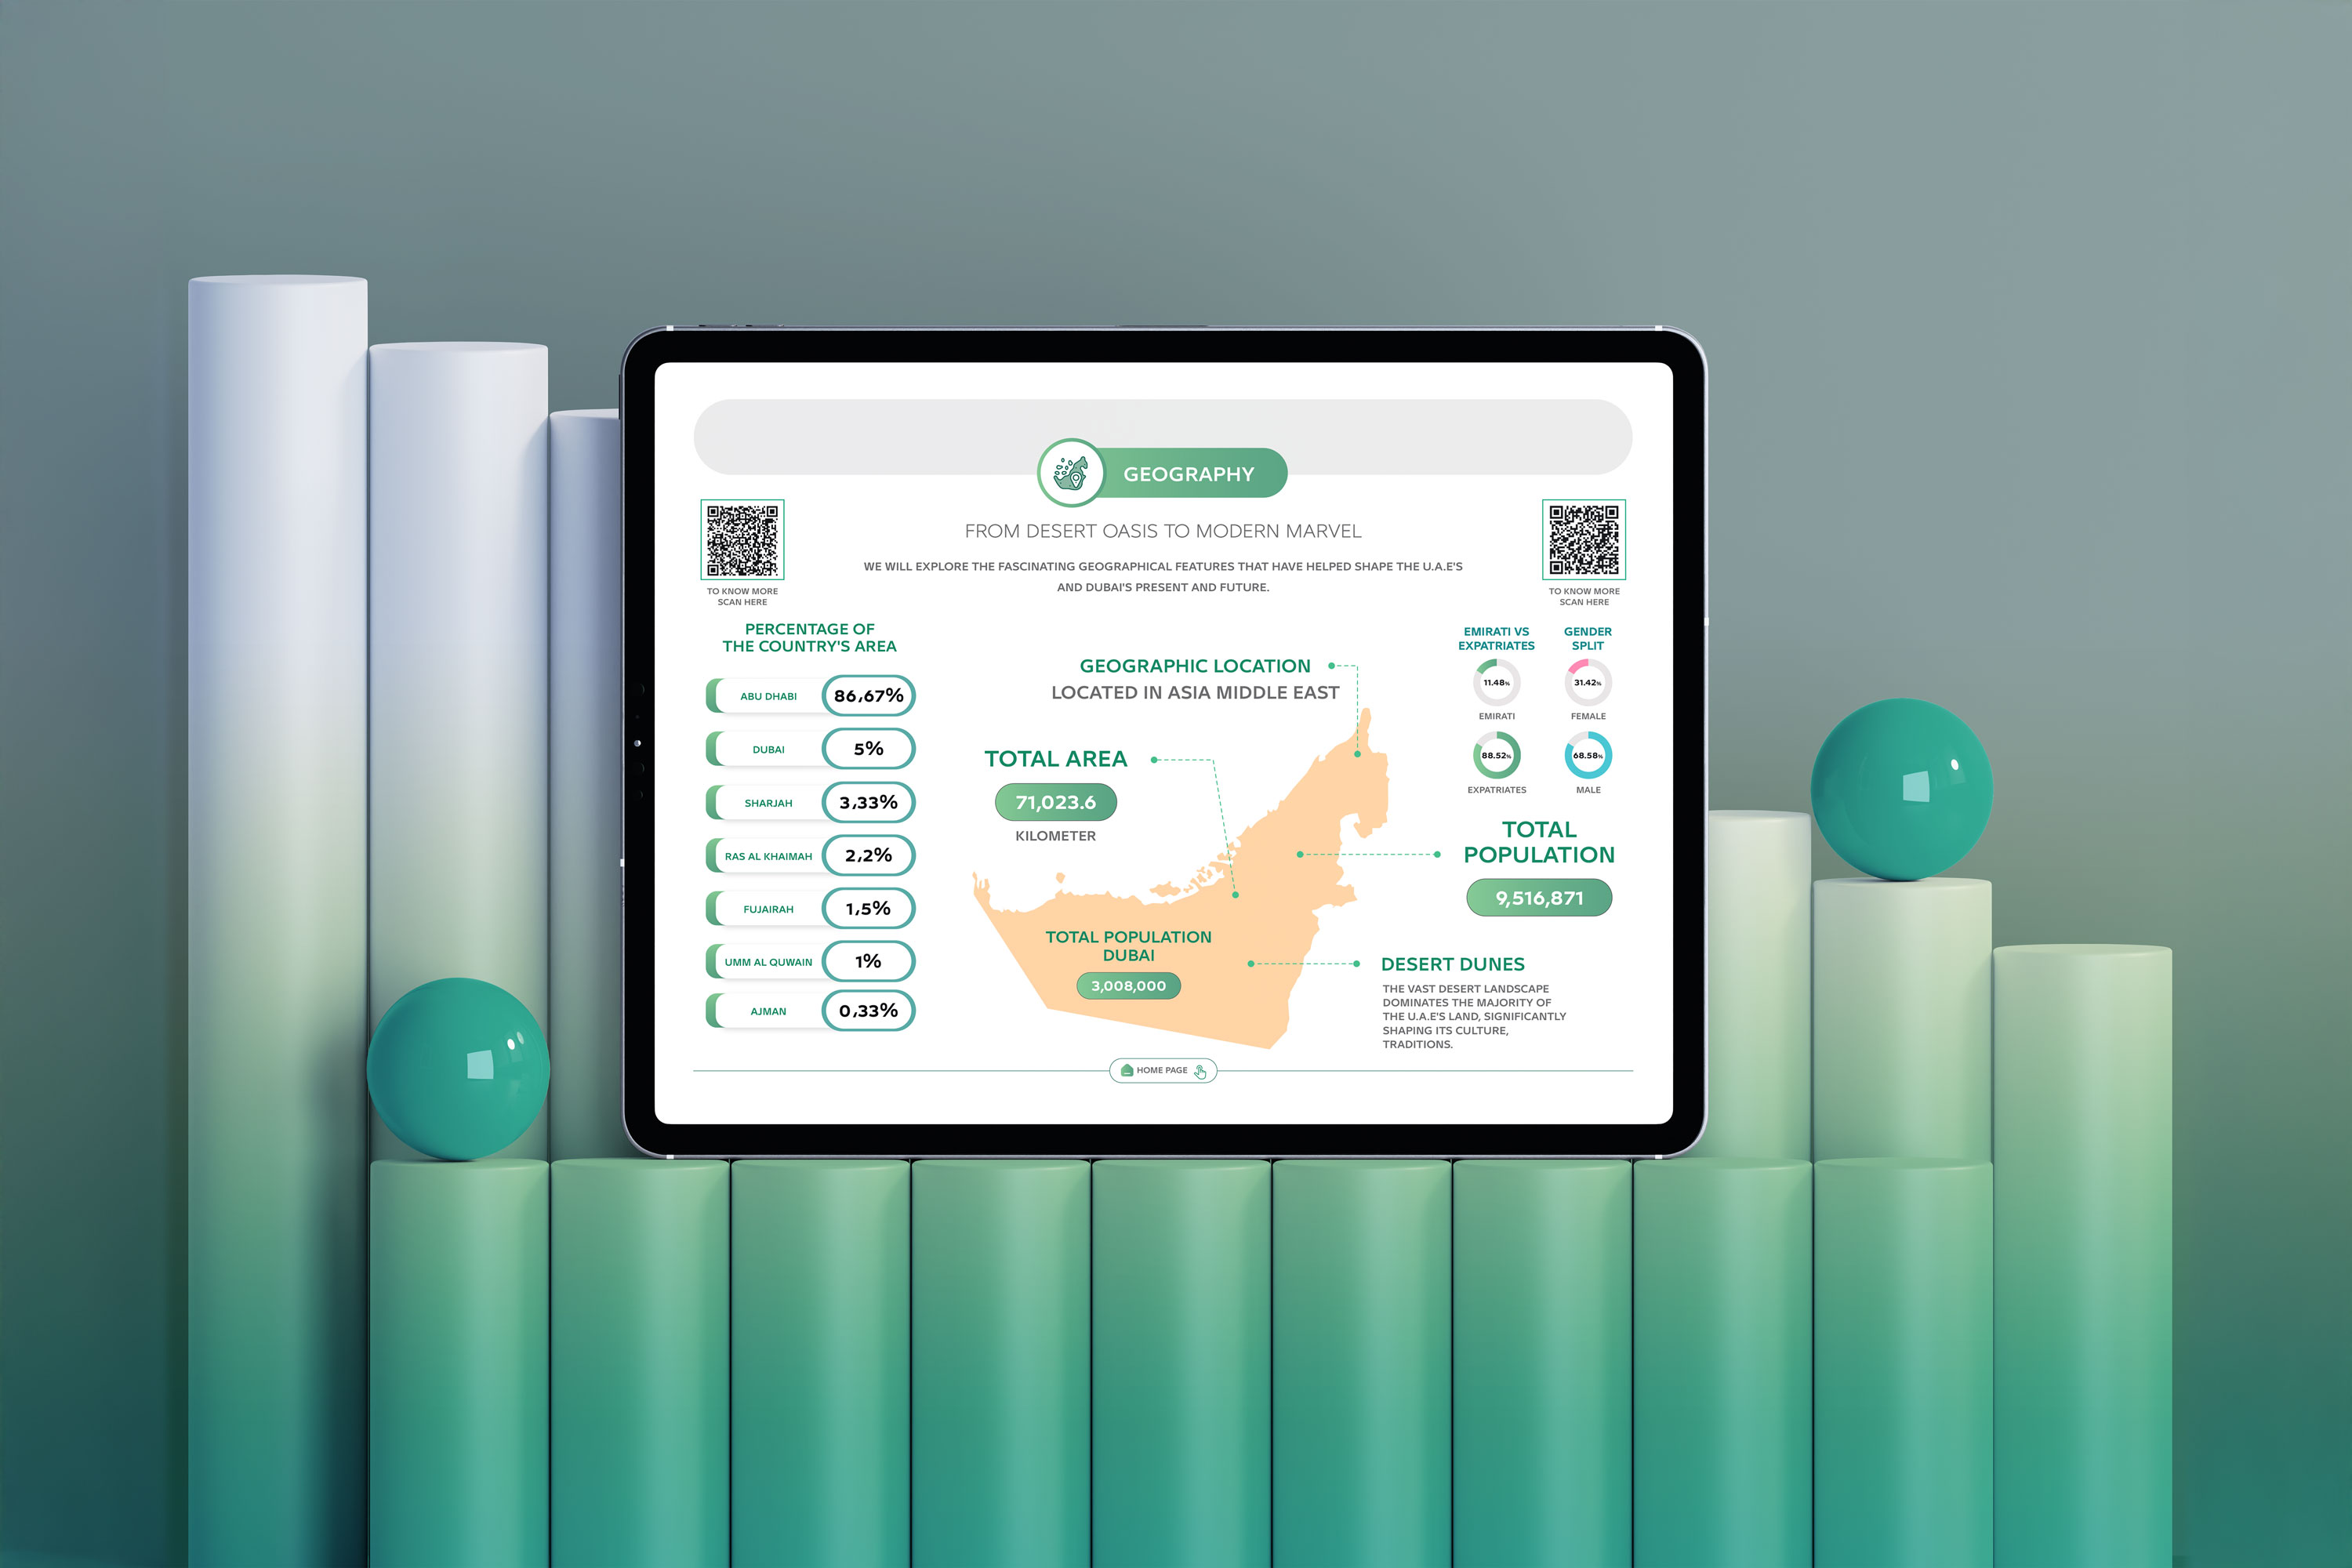 GEOGRAPHY
FROM DESERT OASIS TO MODERN MARVEL
WE WILL EXPLORE THE FASCINATING GEOGRAPHICAL FEATURES THAT HAVE HELPED SHAPE THE U.A.E'S
AND DUBAI'S PRESENT AND FUTURE.
TO KNOW MORE
SCAN HERE
TO KNOW MORE
SCAN HERE
PERCENTAGE OF
THE COUNTRY'S AREA
ABU DHABI 86,67%
DUBAI 5%
SHARJAH 3,33%
RAS AL KHAIMAH 2,2%
FUJAIRAH 1,5%
UMM AL QUWAIN 1%
AJMAN 0,33%
GEOGRAPHIC LOCATION
LOCATED IN ASIA MIDDLE EAST
TOTAL AREA
71,023.6
KILOMETER
TOTAL POPULATION
DUBAI
3,008,000
EMIRATI VS
EXPATRIATES
11.48%
EMIRATI
88.52%
EXPATRIATES
GENDER
SPLIT
31.42%
FEMALE
68.58%
MALE
TOTAL
POPULATION
9,516,871
DESERT DUNES
THE VAST DESERT LANDSCAPE
DOMINATES THE MAJORITY OF
THE U.A.E'S LAND, SIGNIFICANTLY
SHAPING ITS CULTURE,
TRADITIONS.
HOME PAGE